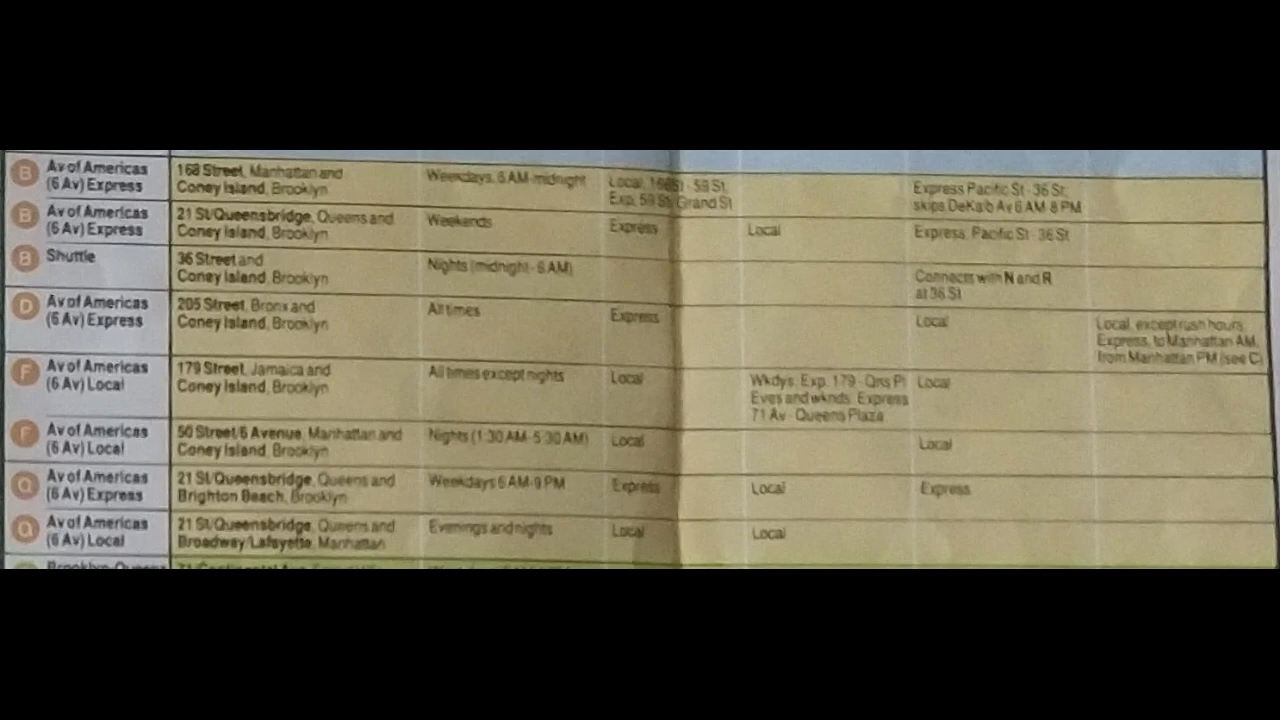 B Av of Americas
(6 Av) Express
168 Street, Manhattan and
Coney Island, Brooklyn
Weekdays, 6 AM-midnight
Local, 168 St - 59 St,
Exp, 59 St, Grand St
Express Pacific St - 36 St;
skips DeKalb Av 6 AM-8 PM
B Av of Americas
(6 Av) Express
21 St/Queensbridge, Queens and
Coney Island, Brooklyn
Weekends
Express
Local
Express, Pacific St - 36 St
B Shuttle
36 Street and
Coney Island, Brooklyn
Nights (midnight - 6 AM)
Connects with N and R
at 36 St
D Av of Americas
(6 Av) Express
205 Street, Bronx and
Coney Island, Brooklyn
All times
Express
Local
Local, except rush hours,
Express, to Manhattan AM,
from Manhattan PM (see C)
F Av of Americas
(6 Av) Local
179 Street, Jamaica and
Coney Island, Brooklyn
All times except nights
Local
Wkdys, Exp, 179 - Qns Pl
Eves and wknds, Express
71 Av - Queens Plaza
Local
F Av of Americas
(6 Av) Local
50 Street/6 Avenue, Manhattan and
Coney Island, Brooklyn
Nights (1:30 AM-5:30 AM)
Local
Local
Q Av of Americas
(6 Av) Express
21 St/Queensbridge, Queens and
Brighton Beach, Brooklyn
Weekdays 6 AM-9 PM
Express
Local
Express
Q Av of Americas
(6 Av) Local
21 St/Queensbridge, Queens and
Broadway/Lafayette, Manhattan
Evenings and nights
Local
Local
Brooklyn-Queens